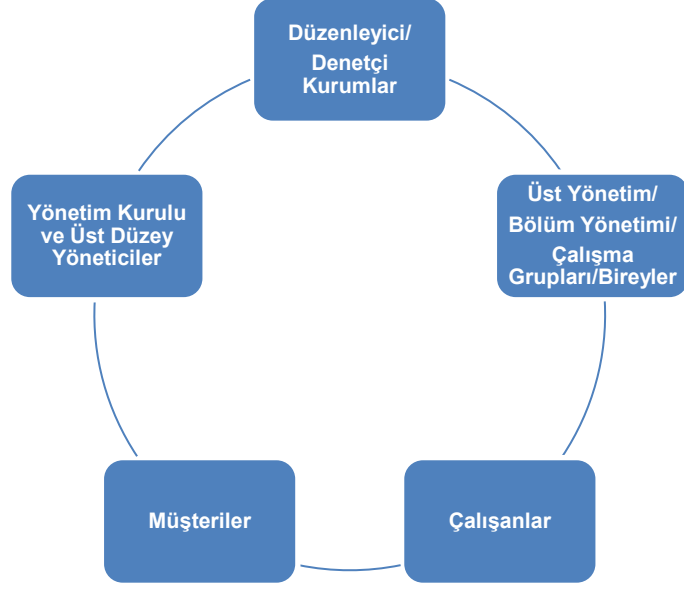 Düzenleyici/
Denetçi
Kurumlar
Üst Yönetim/
Bölüm Yönetimi/
Çalışma
Grupları/Bireyler
Çalışanlar
Müşteriler
Yönetim Kurulu
ve Üst Düzey
Yöneticiler